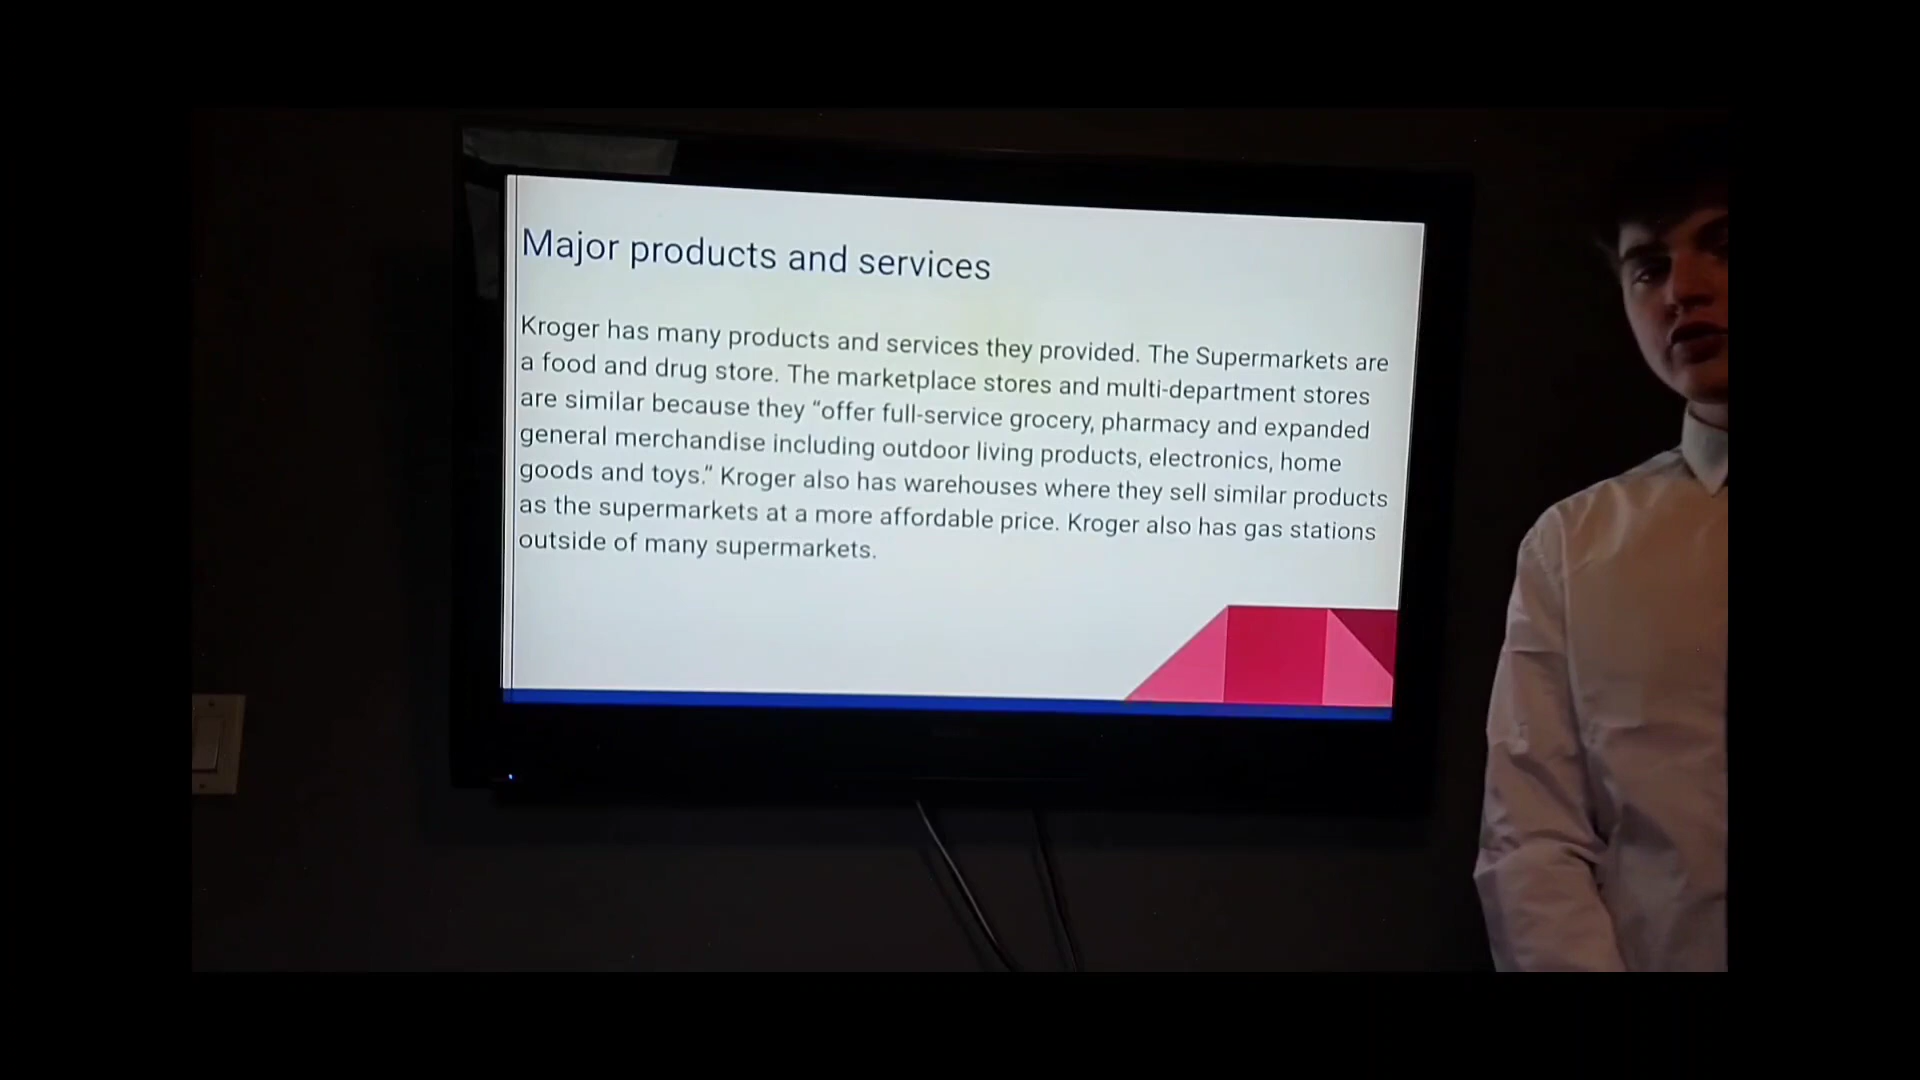 Major products and services
Kroger has many products and services they provided. The Supermarkets are
a food and drug store. The marketplace stores and multi-department stores
are similar because they “offer full-service grocery, pharmacy and expanded
general merchandise including outdoor living products, electronics, home
goods and toys.” Kroger also has warehouses where they sell similar products
as the supermarkets at a more affordable price. Kroger also has gas stations
outside of many supermarkets.